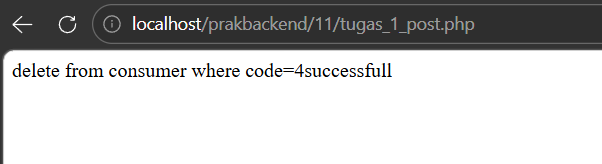 localhost/prakbackend/11/tugas_1_post.php
delete from consumer where code=4successfull